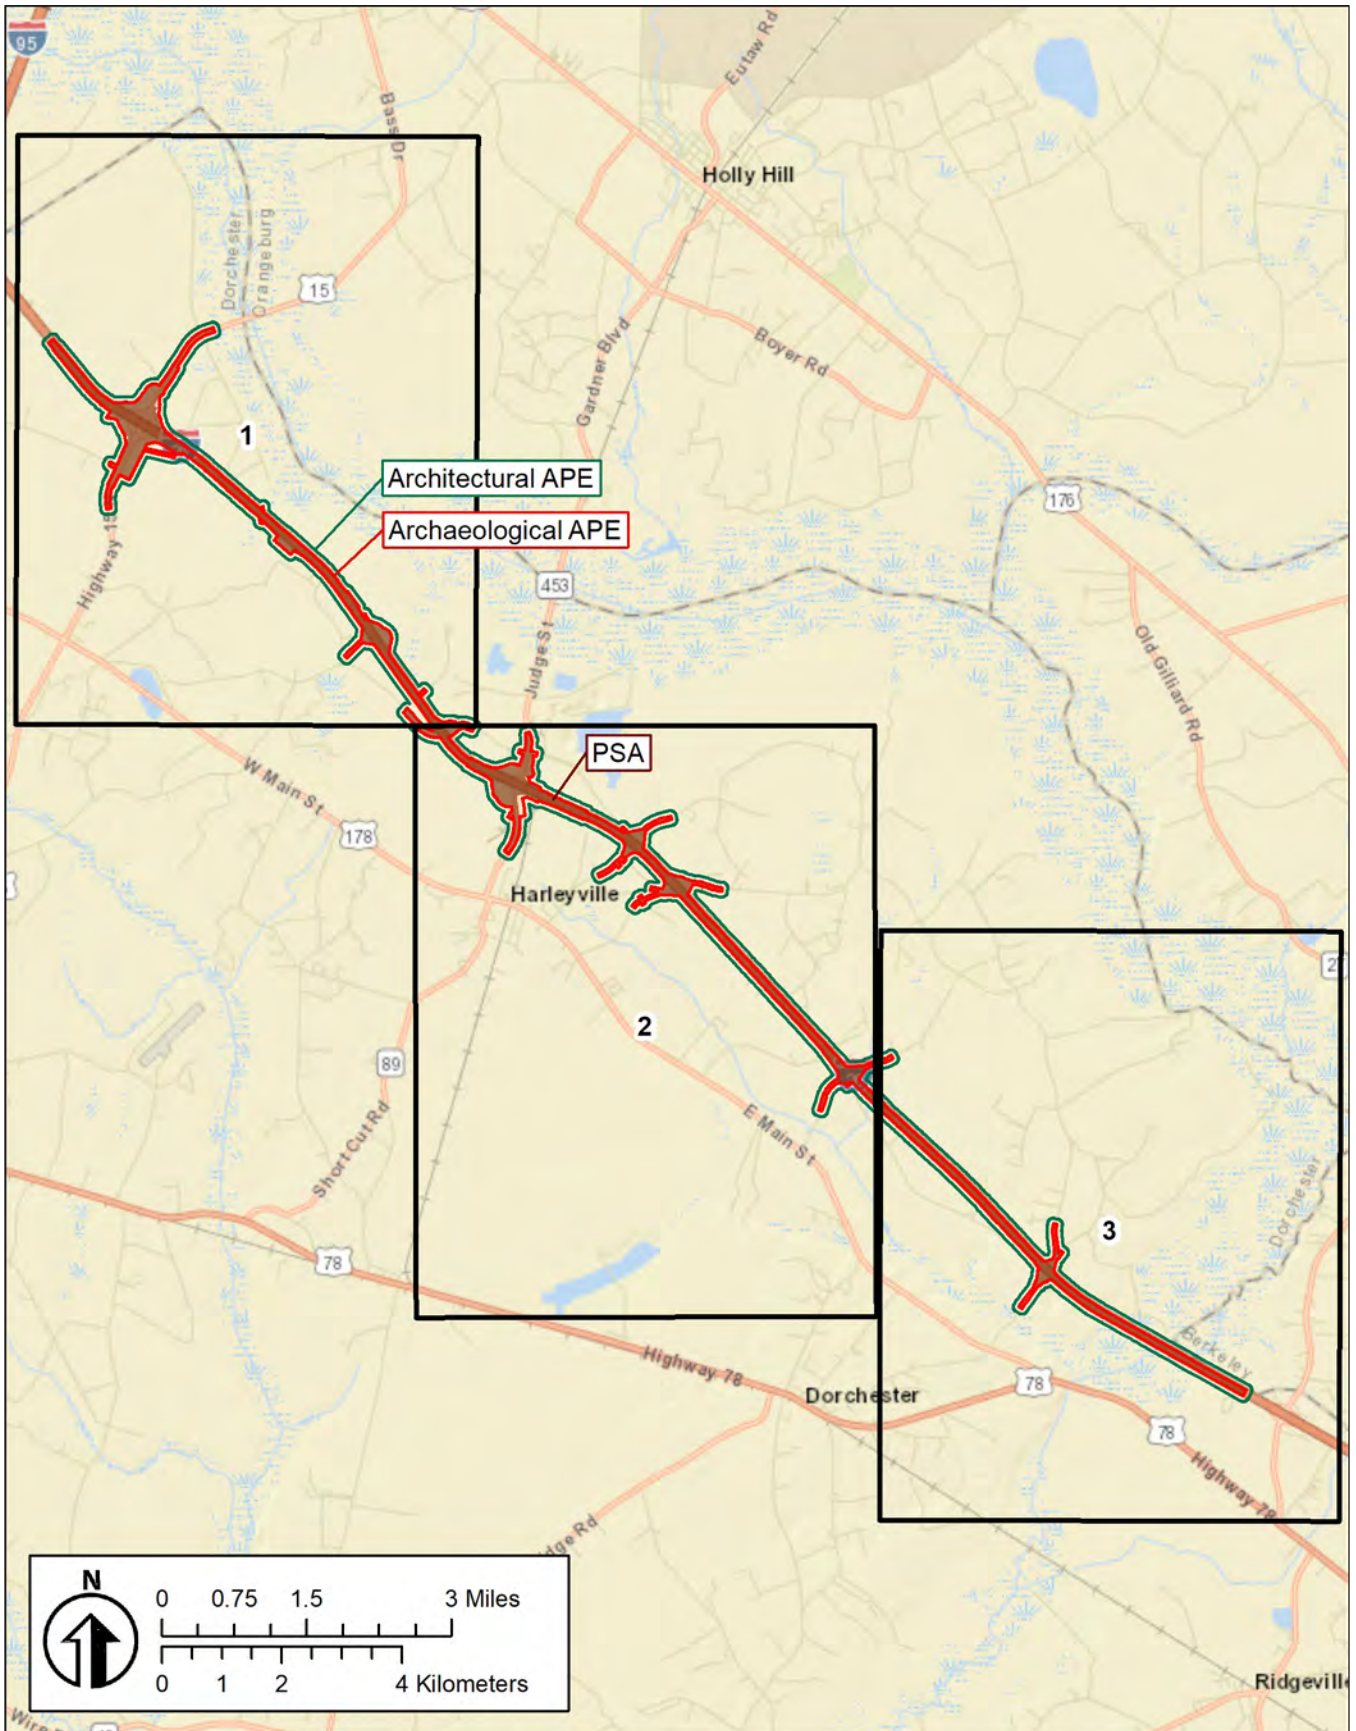 95
Eutaw Rd
Bass Dr
Holly Hill
Dorchester
Orangeburg
15
Boyer Rd
Gardner Blvd
1
Architectural APE
Archaeological APE
176
Highway 15
453
Old Gilliard Rd
Judge St
PSA
W Main St
178
Harleyville
27
2
89
E Main St
Short Cut Rd
Dorchester
3
78
Berkeley
Highway 78
78
Dorchester
78
Highway 78
N
0 0.75 1.5 3 Miles
0 1 2 4 Kilometers
Ridgeville